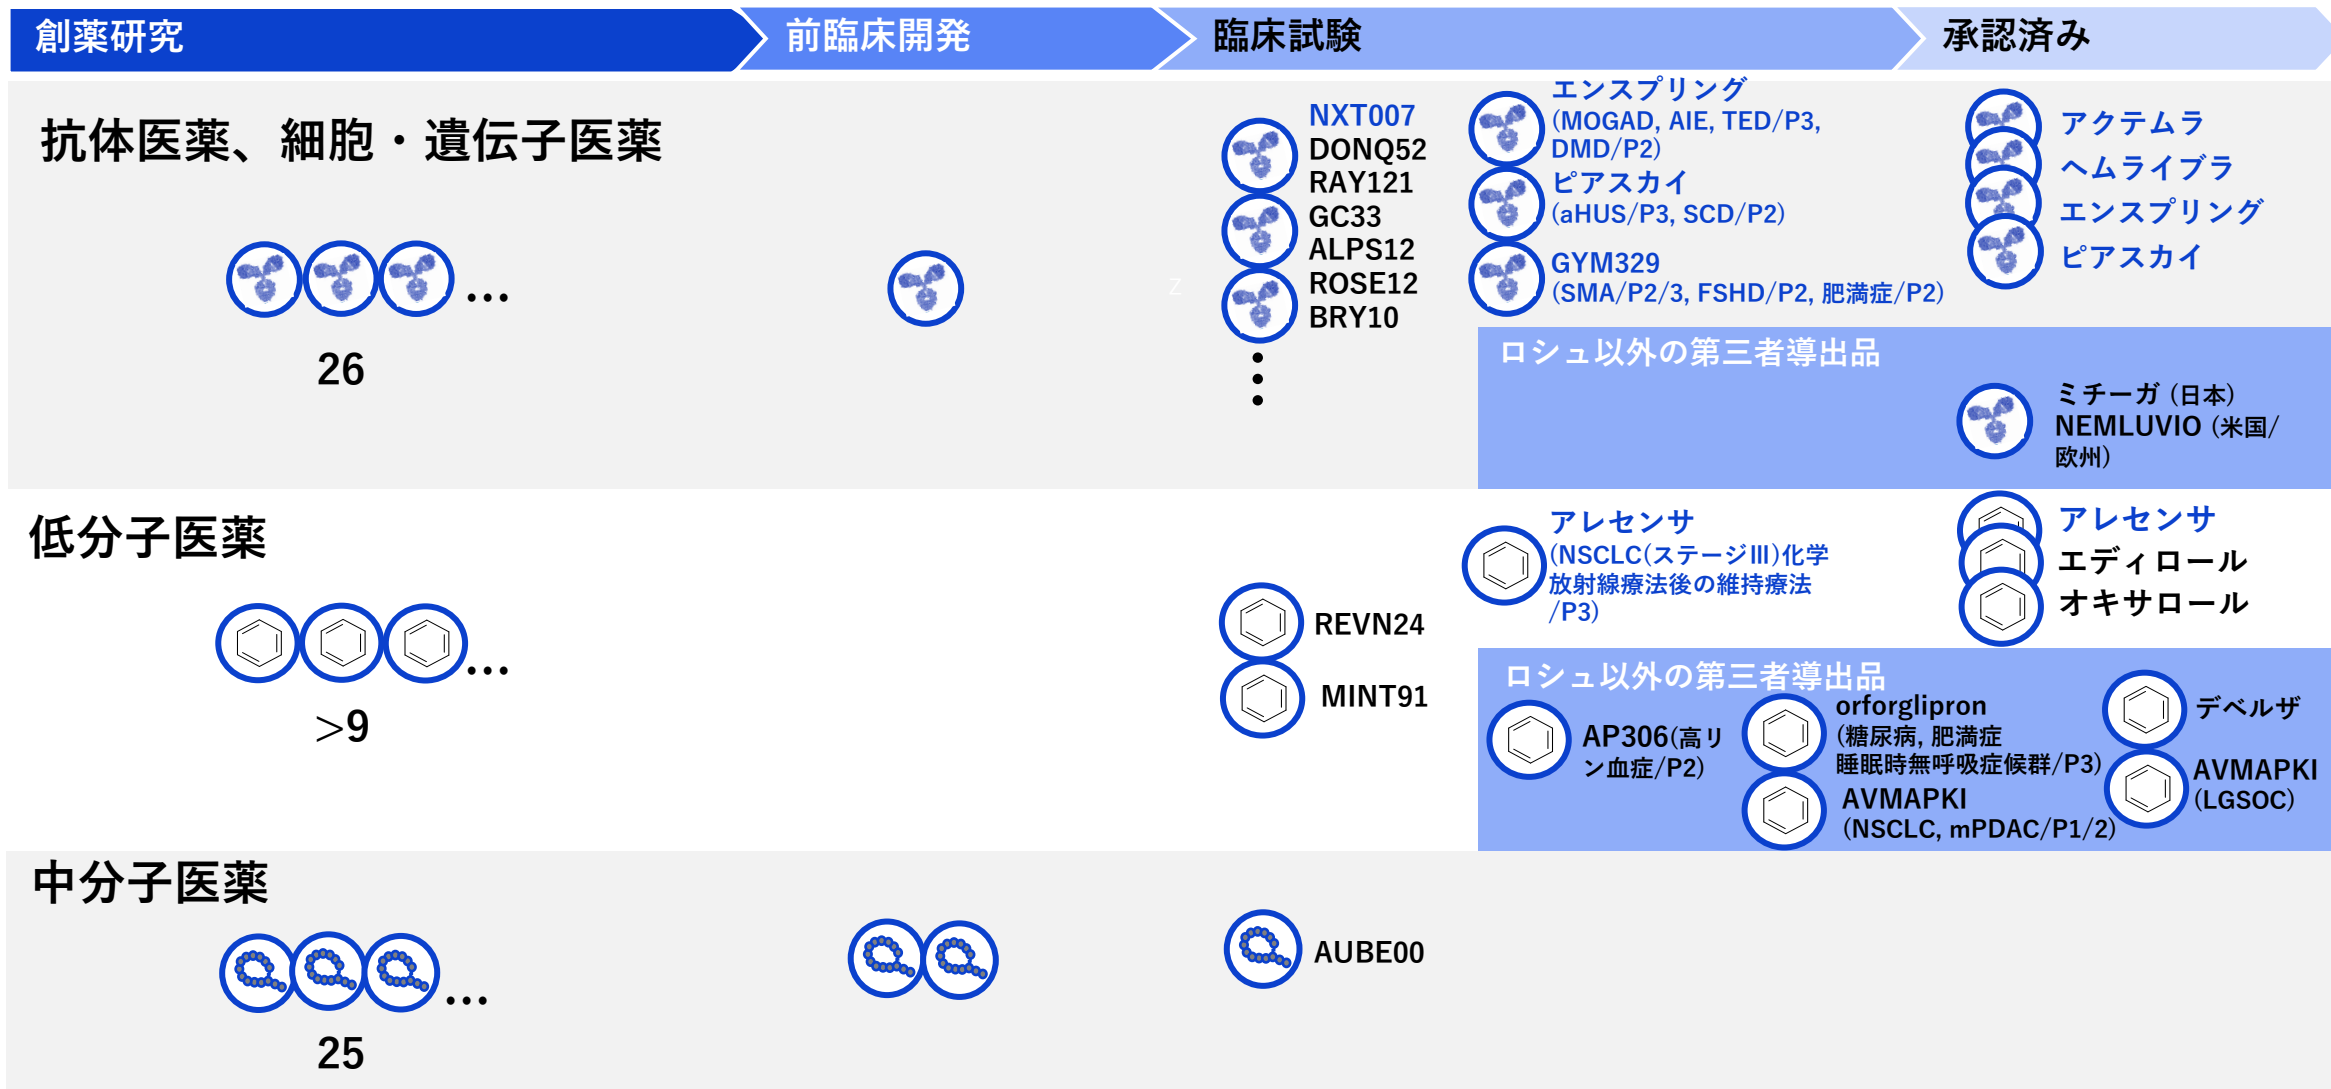 創薬研究
前臨床開発
臨床試験
承認済み
抗体医薬、細胞・遺伝子医薬
...
26
z
NXT007
DONQ52
RAY121
GC33
ALPS12
ROSE12
BRY10
エンスプリング
(MOGAD, AIE, TED/P3,
DMD/P2)
ピアスカイ
(aHUS/P3, SCD/P2)
GYM329
(SMA/P2/3, FSHD/P2, 肥満症/P2)
アクテムラ
ヘムライブラ
エンスプリング
ピアスカイ
ロシュ以外の第三者導出品
ミチーガ (日本)
NEMLUVIO (米国/
欧州)
低分子医薬
...
>9
REVN24
MINT91
アレセンサ
(NSCLC(ステージⅢ)化学
放射線療法後の維持療法
/P3)
アレセンサ
エディロール
オキサロール
ロシュ以外の第三者導出品
AP306(高リ
ン血症/P2)
orforglipron
(糖尿病, 肥満症
睡眠時無呼吸症候群/P3)
AVMAPKI
(NSCLC, mPDAC/P1/2)
デベルザ
AVMAPKI
(LGSOC)
中分子医薬
...
25
AUBE00